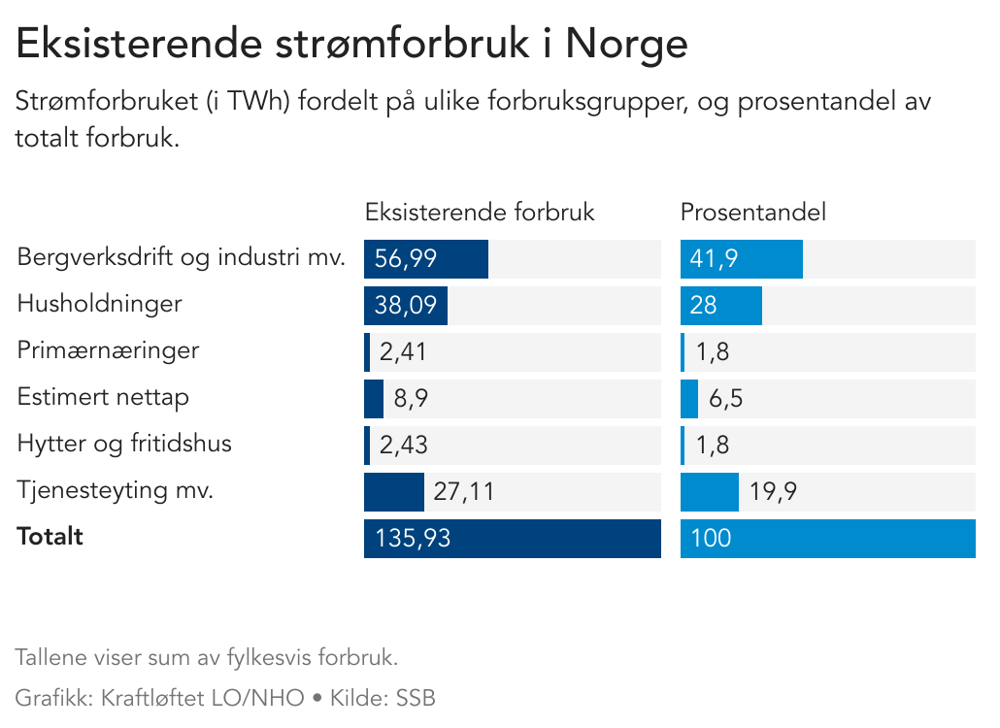 Eksisterende strømforbruk i Norge
Strømforbruket (i TWh) fordelt på ulike forbruksgrupper, og prosentandel av
totalt forbruk.
Eksisterende forbruk Prosentandel
Bergverksdrift og industri mv. 56,99 41,9
Husholdninger 38,09 28
Primærnæringer 2,41 1,8
Estimert nettap 8,9 6,5
Hytter og fritidshus 2,43 1,8
Tjenesteyting mv. 27,11 19,9
Totalt 135,93 100
Tallene viser sum av fylkesvis forbruk.
Grafikk: Kraftløftet LO/NHO • Kilde: SSB